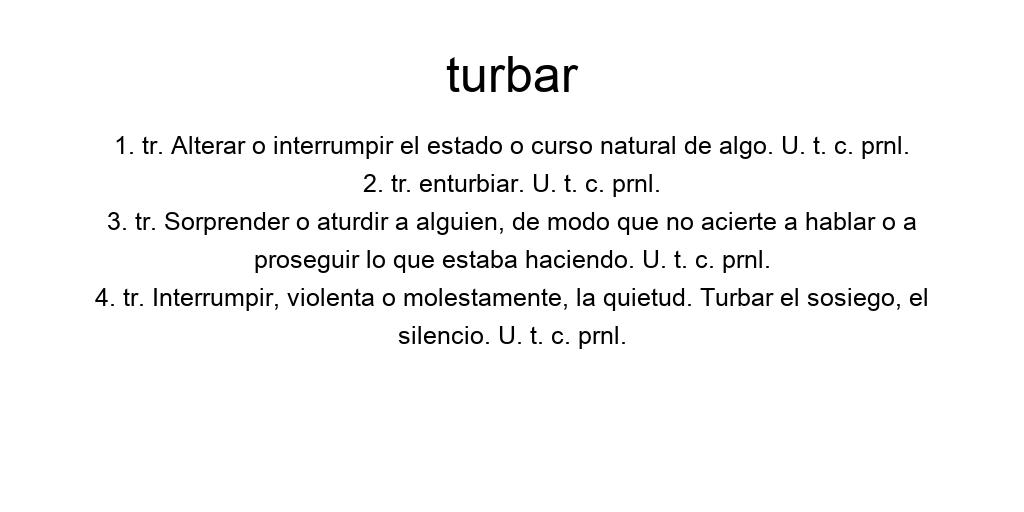 turbar
1. tr. Alterar o interrumpir el estado o curso natural de algo. U. t. c. prnl.
2. tr. enturbiar. U. t. c. prnl.
3. tr. Sorprender o aturdir a alguien, de modo que no acierte a hablar o a
proseguir lo que estaba haciendo. U. t. c. prnl.
4. tr. Interrumpir, violenta o molestamente, la quietud. Turbar el sosiego, el
silencio. U. t. c. prnl.